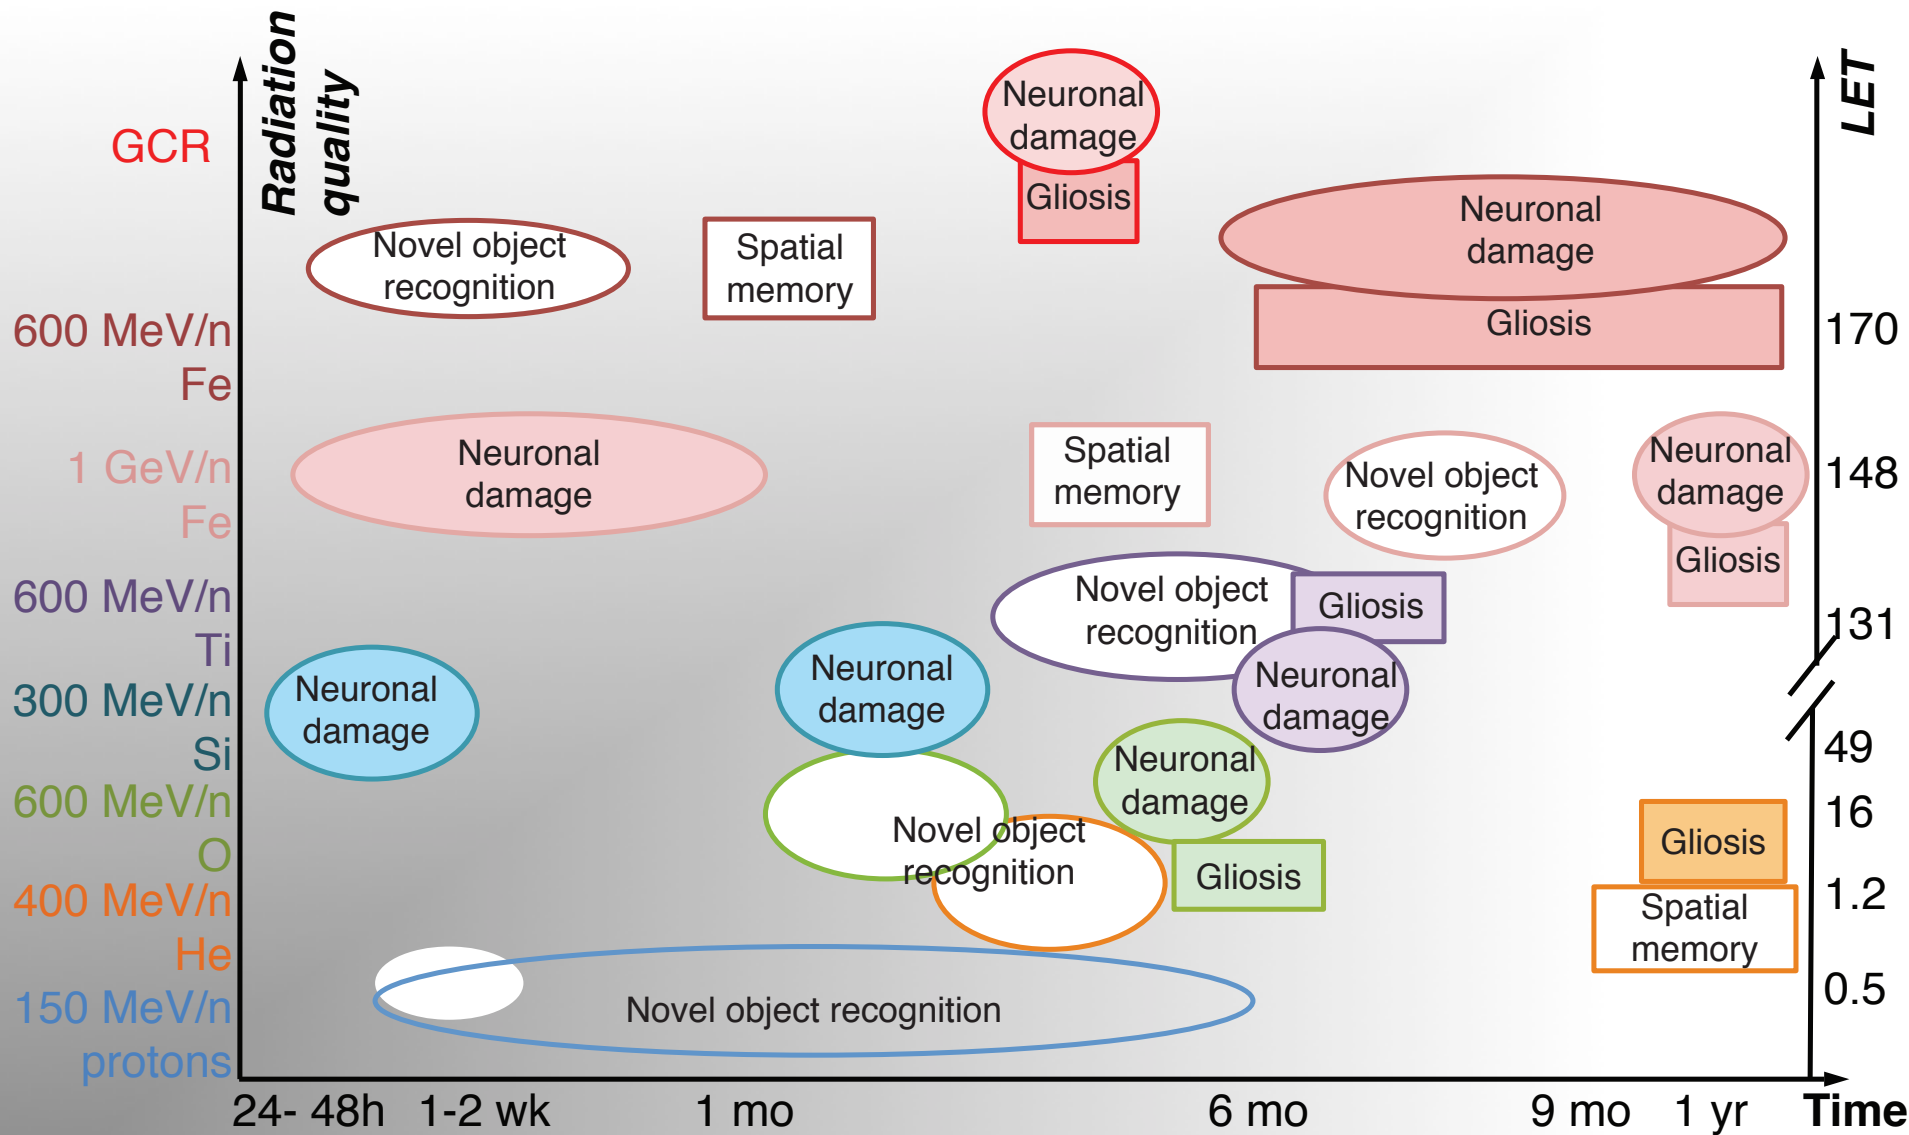 Radiation
quality
LET
GCR
600 MeV/n
Fe
1 GeV/n
Fe
600 MeV/n
Ti
300 MeV/n
Si
600 MeV/n
O
400 MeV/n
He
150 MeV/n
protons
Neuronal
damage
Gliosis
Novel object
recognition
Spatial
memory
Neuronal
damage
Gliosis
Neuronal
damage
Spatial
memory
Novel object
recognition
Neuronal
damage
Gliosis
Novel object
recognition
Gliosis
Neuronal
damage
Neuronal
damage
Neuronal
damage
Neuronal
damage
Gliosis
Novel object
recognition
Gliosis
Spatial
memory
Novel object recognition
170
148
131
49
16
1.2
0.5
24- 48h
1-2 wk
1 mo
6 mo
9 mo
1 yr
Time